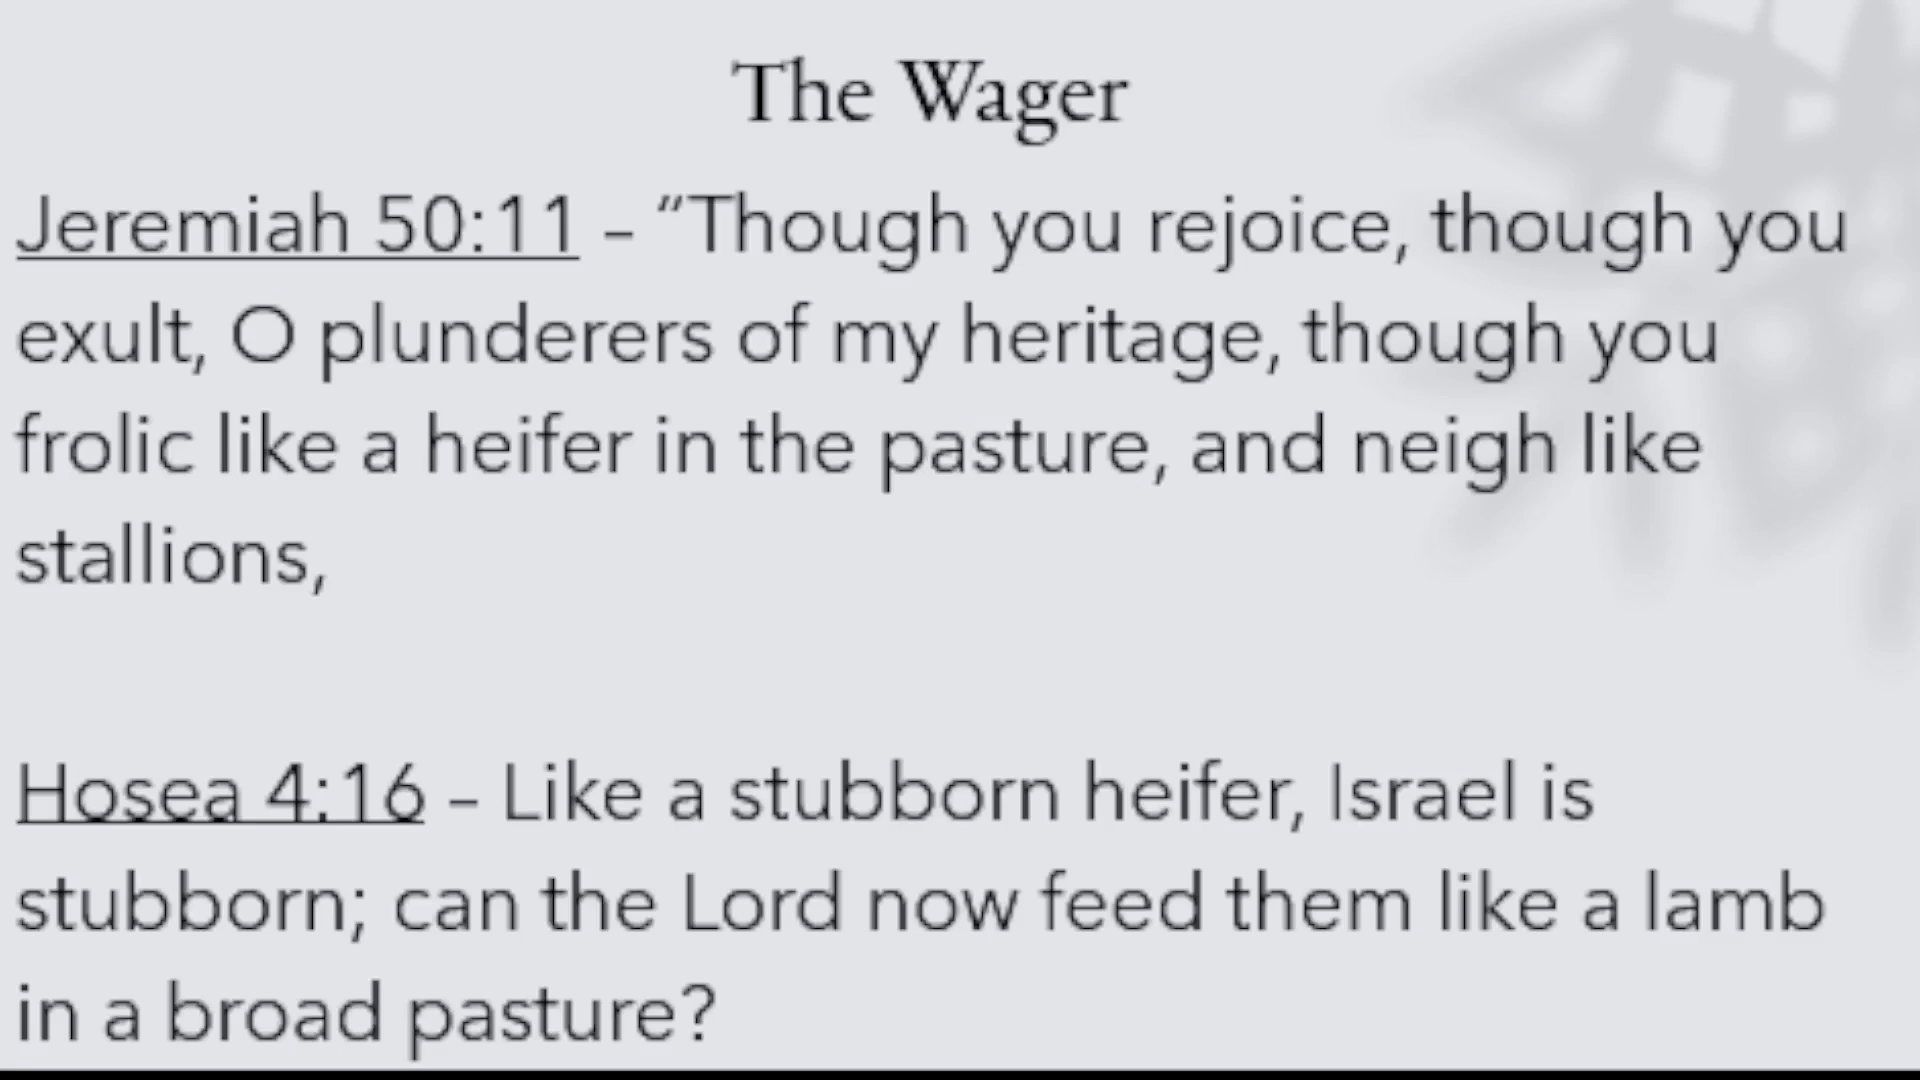 The Wager
Jeremiah 50:11 – “Though you rejoice, though you
exult, O plunderers of my heritage, though you
frolic like a heifer in the pasture, and neigh like
stallions,
Hosea 4:16 – Like a stubborn heifer, Israel is
stubborn; can the Lord now feed them like a lamb
in a broad pasture?